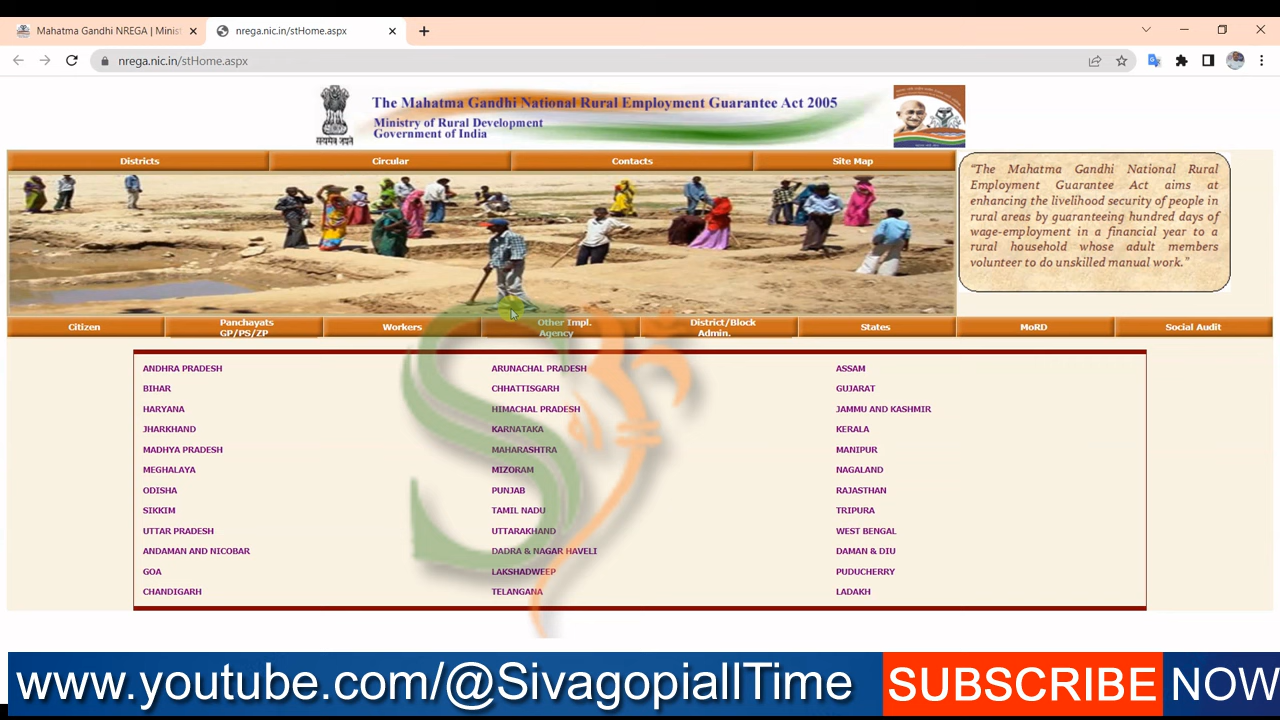 Mahatma Gandhi NREGA | Minist
nrega.nic.in/stHome.aspx
nrega.nic.in/stHome.aspx
The Mahatma Gandhi National Rural Employment Guarantee Act 2005
Ministry of Rural Development
Government of India
सत्यमेव जयते
Districts Circular Contacts Site Map
"The Mahatma Gandhi National Rural
Employment Guarantee Act aims at
enhancing the livelihood security of people in
rural areas by guaranteeing hundred days of
wage-employment in a financial year to a
rural household whose adult members
volunteer to do unskilled manual work."
Citizen Panchayats GP/PS/ZP Workers Other Impl. Agency District/Block Admin. States MoRD Social Audit
ANDHRA PRADESH ARUNACHAL PRADESH ASSAM
BIHAR CHHATTISGARH GUJARAT
HARYANA HIMACHAL PRADESH JAMMU AND KASHMIR
JHARKHAND KARNATAKA KERALA
MADHYA PRADESH MAHARASHTRA MANIPUR
MEGHALAYA MIZORAM NAGALAND
ODISHA PUNJAB RAJASTHAN
SIKKIM TAMIL NADU TRIPURA
UTTAR PRADESH UTTARAKHAND WEST BENGAL
ANDAMAN AND NICOBAR DADRA & NAGAR HAVELI DAMAN & DIU
GOA LAKSHADWEEP PUDUCHERRY
CHANDIGARH TELANGANA LADAKH
www.youtube.com/@SivagopiallTime SUBSCRIBE NOW